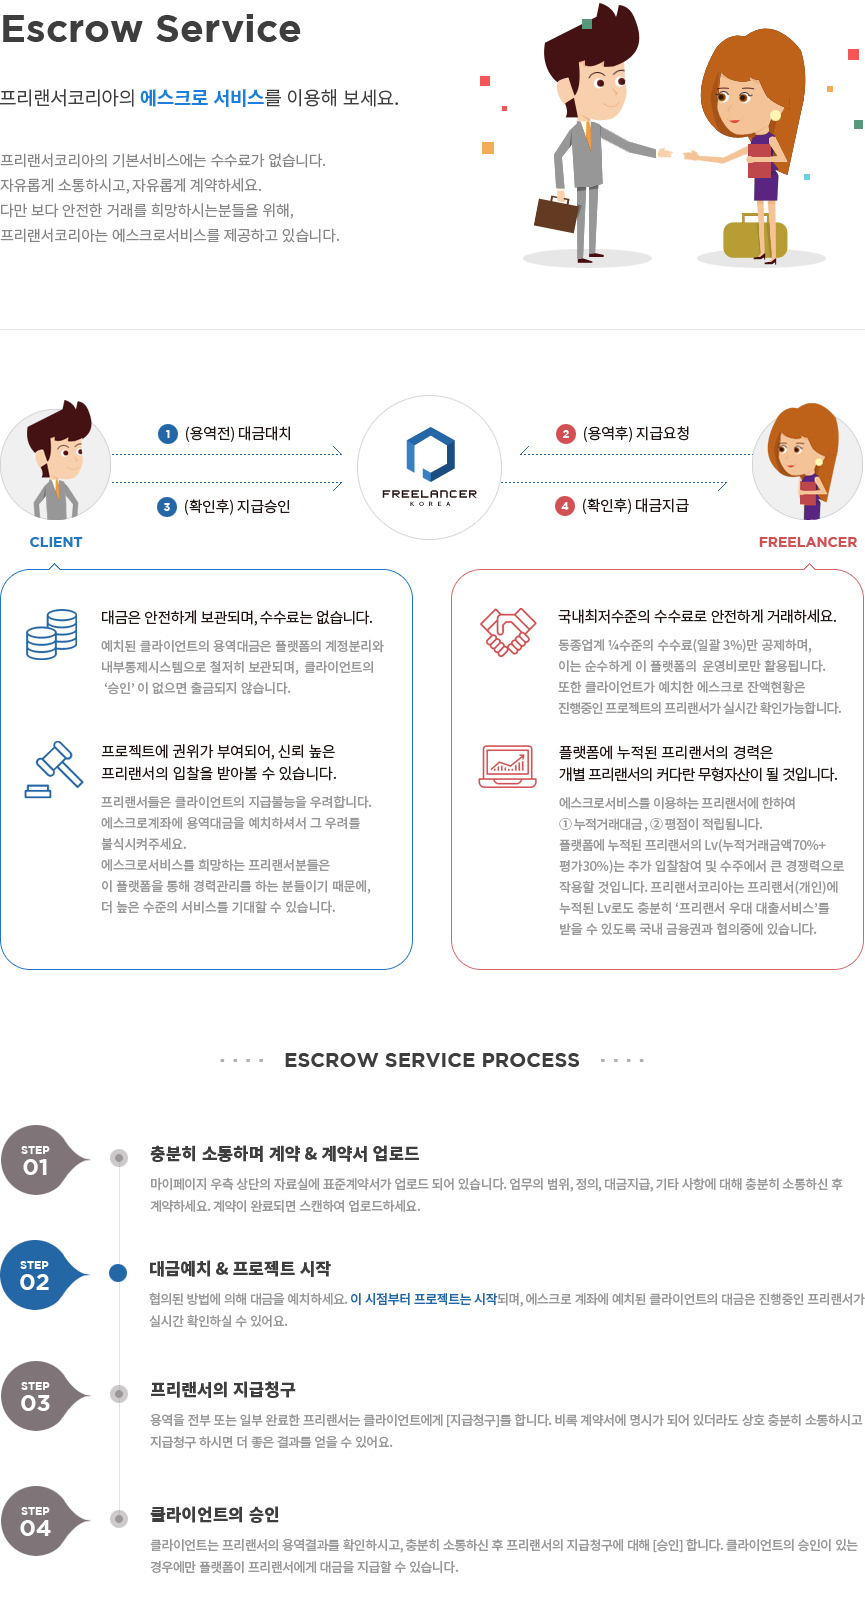 Escrow Service
프리랜서코리아의 에스크로 서비스를 이용해 보세요.
프리랜서코리아의 기본서비스에는 수수료가 없습니다.
자유롭게 소통하시고, 자유롭게 계약하세요.
다만 보다 안전한 거래를 희망하시는분들을 위해,
프리랜서코리아는 에스크로서비스를 제공하고 있습니다.
1 (용역전) 대금대치
2 (용역후) 지급요청
FREELANCER
KOREA
3 (확인후) 지급승인
4 (확인후) 대금지급
CLIENT
FREELANCER
대금은 안전하게 보관되며, 수수료는 없습니다.
예치된 클라이언트의 용역대금은 플랫폼의 계정분리와
내부통제시스템으로 철저히 보관되며, 클라이언트의
‘승인’ 이 없으면 출금되지 않습니다.
프로젝트에 권위가 부여되어, 신뢰 높은
프리랜서의 입찰을 받아볼 수 있습니다.
프리랜서들은 클라이언트의 지급불능을 우려합니다.
에스크로계좌에 용역대금을 예치하셔서 그 우려를
불식시켜주세요.
에스크로서비스를 희망하는 프리랜서분들은
이 플랫폼을 통해 경력관리를 하는 분들이기 때문에,
더 높은 수준의 서비스를 기대할 수 있습니다.
국내최저수준의 수수료로 안전하게 거래하세요.
동종업계 ¼수준의 수수료(일괄 3%)만 공제하며,
이는 순수하게 이 플랫폼의 운영비로만 활용됩니다.
또한 클라이언트가 예치한 에스크로 잔액현황은
진행중인 프로젝트의 프리랜서가 실시간 확인가능합니다.
플랫폼에 누적된 프리랜서의 경력은
개별 프리랜서의 커다란 무형자산이 될 것입니다.
에스크로서비스를 이용하는 프리랜서에 한하여
① 누적거래대금 , ② 평점이 적립됩니다.
플랫폼에 누적된 프리랜서의 Lv(누적거래금액70%+
평가30%)는 추가 입찰참여 및 수주에서 큰 경쟁력으로
작용할 것입니다. 프리랜서코리아는 프리랜서(개인)에
누적된 Lv로도 충분히 ‘프리랜서 우대 대출서비스’를
받을 수 있도록 국내 금융권과 협의중에 있습니다.
ESCROW SERVICE PROCESS
STEP
01
충분히 소통하며 계약 & 계약서 업로드
마이페이지 우측 상단의 자료실에 표준계약서가 업로드 되어 있습니다. 업무의 범위, 정의, 대금지급, 기타 사항에 대해 충분히 소통하신 후
계약하세요. 계약이 완료되면 스캔하여 업로드하세요.
STEP
02
대금예치 & 프로젝트 시작
협의된 방법에 의해 대금을 예치하세요. 이 시점부터 프로젝트는 시작되며, 에스크로 계좌에 예치된 클라이언트의 대금은 진행중인 프리랜서가
실시간 확인하실 수 있어요.
STEP
03
프리랜서의 지급청구
용역을 전부 또는 일부 완료한 프리랜서는 클라이언트에게 [지급청구]를 합니다. 비록 계약서에 명시가 되어 있더라도 상호 충분히 소통하시고
지급청구 하시면 더 좋은 결과를 얻을 수 있어요.
STEP
04
클라이언트의 승인
클라이언트는 프리랜서의 용역결과를 확인하시고, 충분히 소통하신 후 프리랜서의 지급청구에 대해 [승인] 합니다. 클라이언트의 승인이 있는
경우에만 플랫폼이 프리랜서에게 대금을 지급할 수 있습니다.